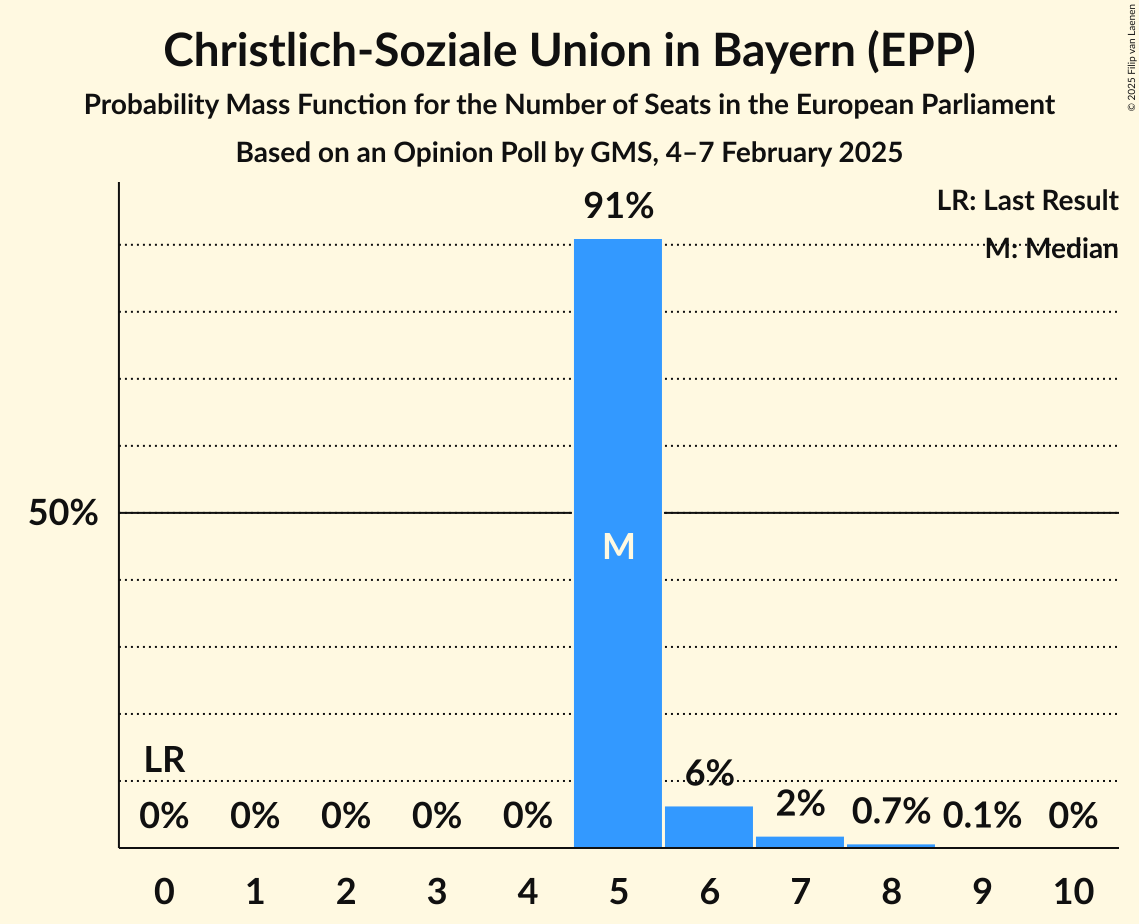 Christlich-Soziale Union in Bayern (EPP)
Probability Mass Function for the Number of Seats in the European Parliament
Based on an Opinion Poll by GMS, 4–7 February 2025
© 2025 Filip van Laenen
LR: Last Result
M: Median
91%
50%
M
LR
0% 0% 0% 0% 0% 6% 2% 0.7% 0.1% 0%
0 1 2 3 4 5 6 7 8 9 10